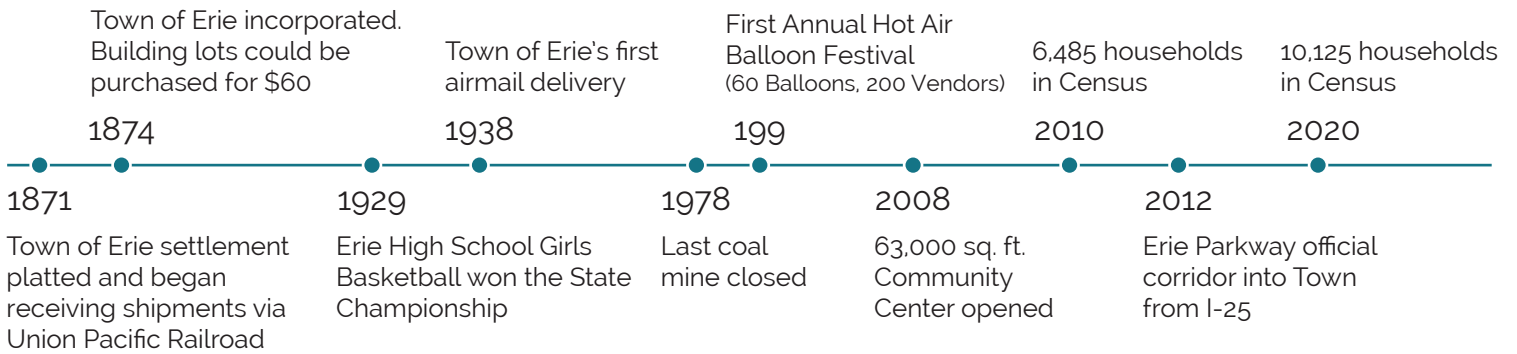 Town of Erie incorporated.
Building lots could be
purchased for $60
1874
Town of Erie's first
airmail delivery
1938
First Annual Hot Air
Balloon Festival
(60 Balloons, 200 Vendors)
199
6,485 households
in Census
2010
10,125 households
in Census
2020
1871
Town of Erie settlement
platted and began
receiving shipments via
Union Pacific Railroad
1929
Erie High School Girls
Basketball won the State
Championship
1978
Last coal
mine closed
2008
63,000 sq. ft.
Community
Center opened
2012
Erie Parkway official
corridor into Town
from I-25